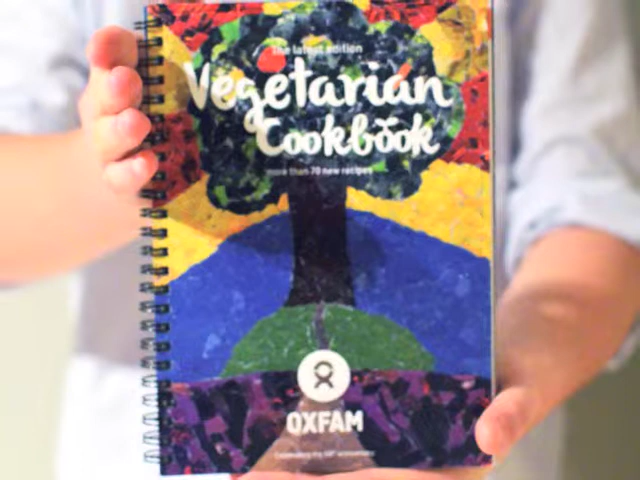 The latest edition
Vegetarian
Cookbook
more than 70 new recipes
OXFAM